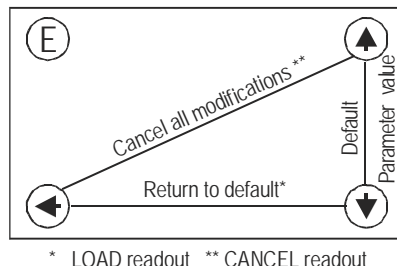 E
Cancel all modifications **
Default
Parameter value
Return to default*
* LOAD readout ** CANCEL readout